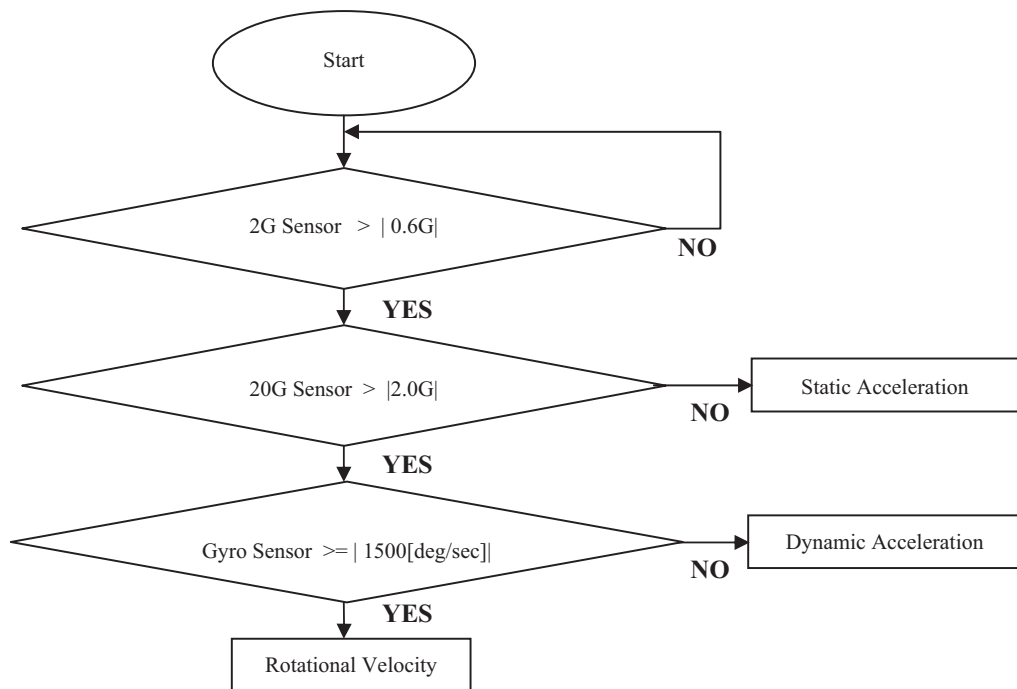 Start
2G Sensor > | 0.6G|
NO
YES
20G Sensor > |2.0G|
Static Acceleration
NO
YES
Gyro Sensor >= | 1500[deg/sec]|
Dynamic Acceleration
NO
YES
Rotational Velocity